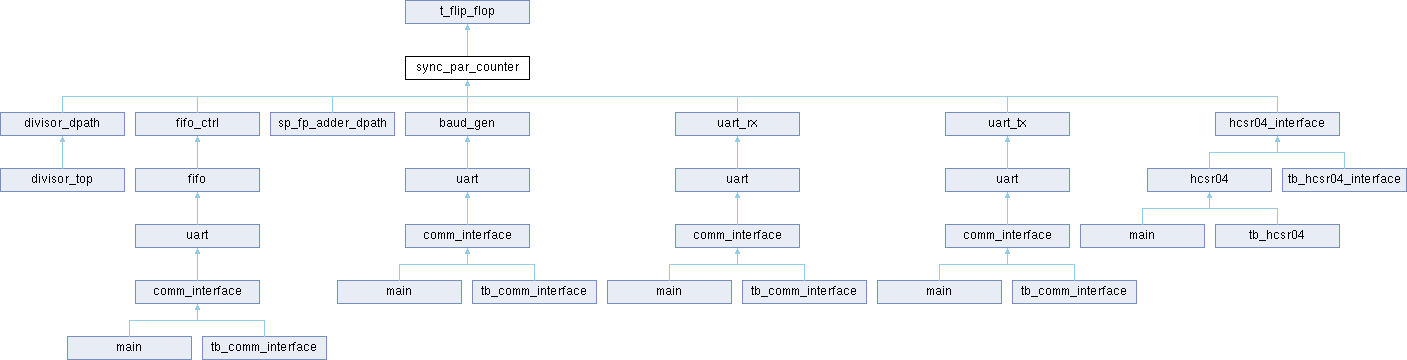 t_flip_flop
sync_par_counter
divisor_dpath fifo_ctrl sp_fp_adder_dpath baud_gen uart_rx uart_tx hcsr04_interface
divisor_top fifo uart uart uart hcsr04 tb_hcsr04_interface
uart comm_interface comm_interface comm_interface main tb_hcsr04
comm_interface main tb_comm_interface main tb_comm_interface main tb_comm_interface
main tb_comm_interface